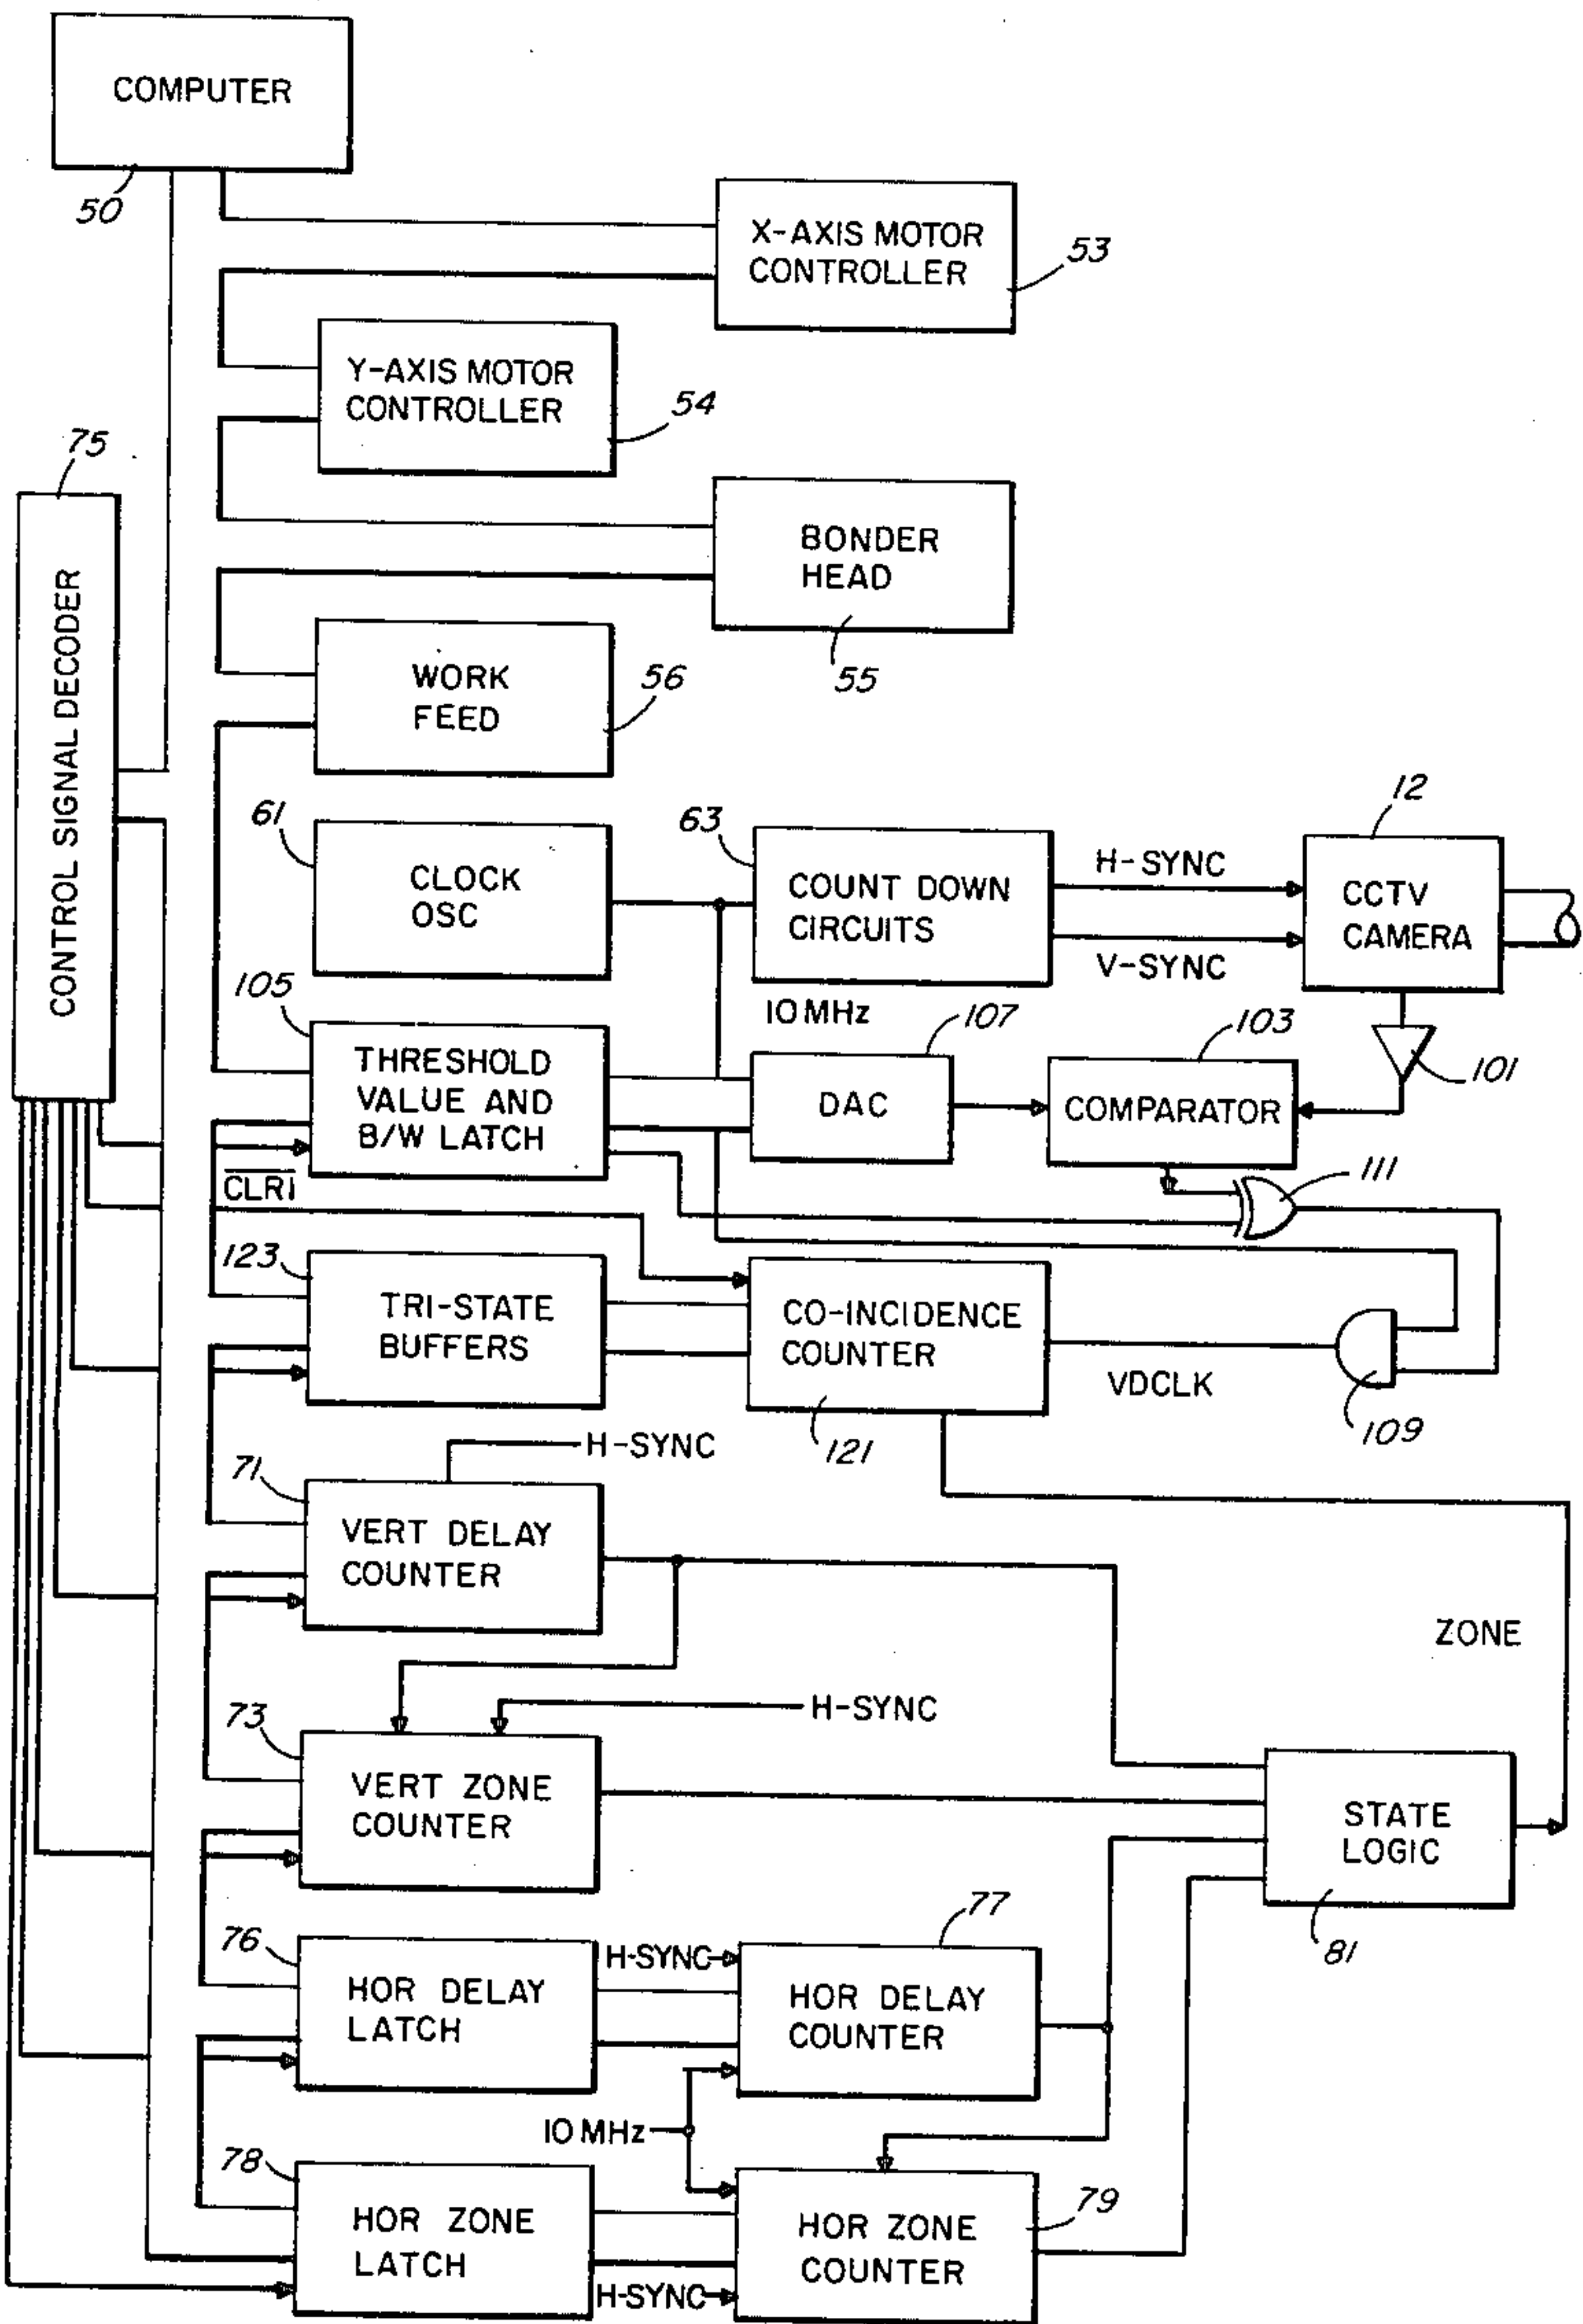 COMPUTER
50
X-AXIS MOTOR
CONTROLLER
53
Y-AXIS MOTOR
CONTROLLER
54
75
CONTROL SIGNAL DECODER
BONDER
HEAD
55
WORK
FEED
56
61
CLOCK
OSC
63
COUNT DOWN
CIRCUITS
H-SYNC
V-SYNC
12
CCTV
CAMERA
10 MHz
105
THRESHOLD
VALUE AND
B/W LATCH
107
DAC
103
COMPARATOR
101
CLR1
111
123
TRI-STATE
BUFFERS
CO-INCIDENCE
COUNTER
121
VDCLK
109
H-SYNC
71
VERT DELAY
COUNTER
ZONE
H-SYNC
73
VERT ZONE
COUNTER
STATE
LOGIC
81
76
HOR DELAY
LATCH
H-SYNC
77
HOR DELAY
COUNTER
10 MHz
78
HOR ZONE
LATCH
H-SYNC
79
HOR ZONE
COUNTER